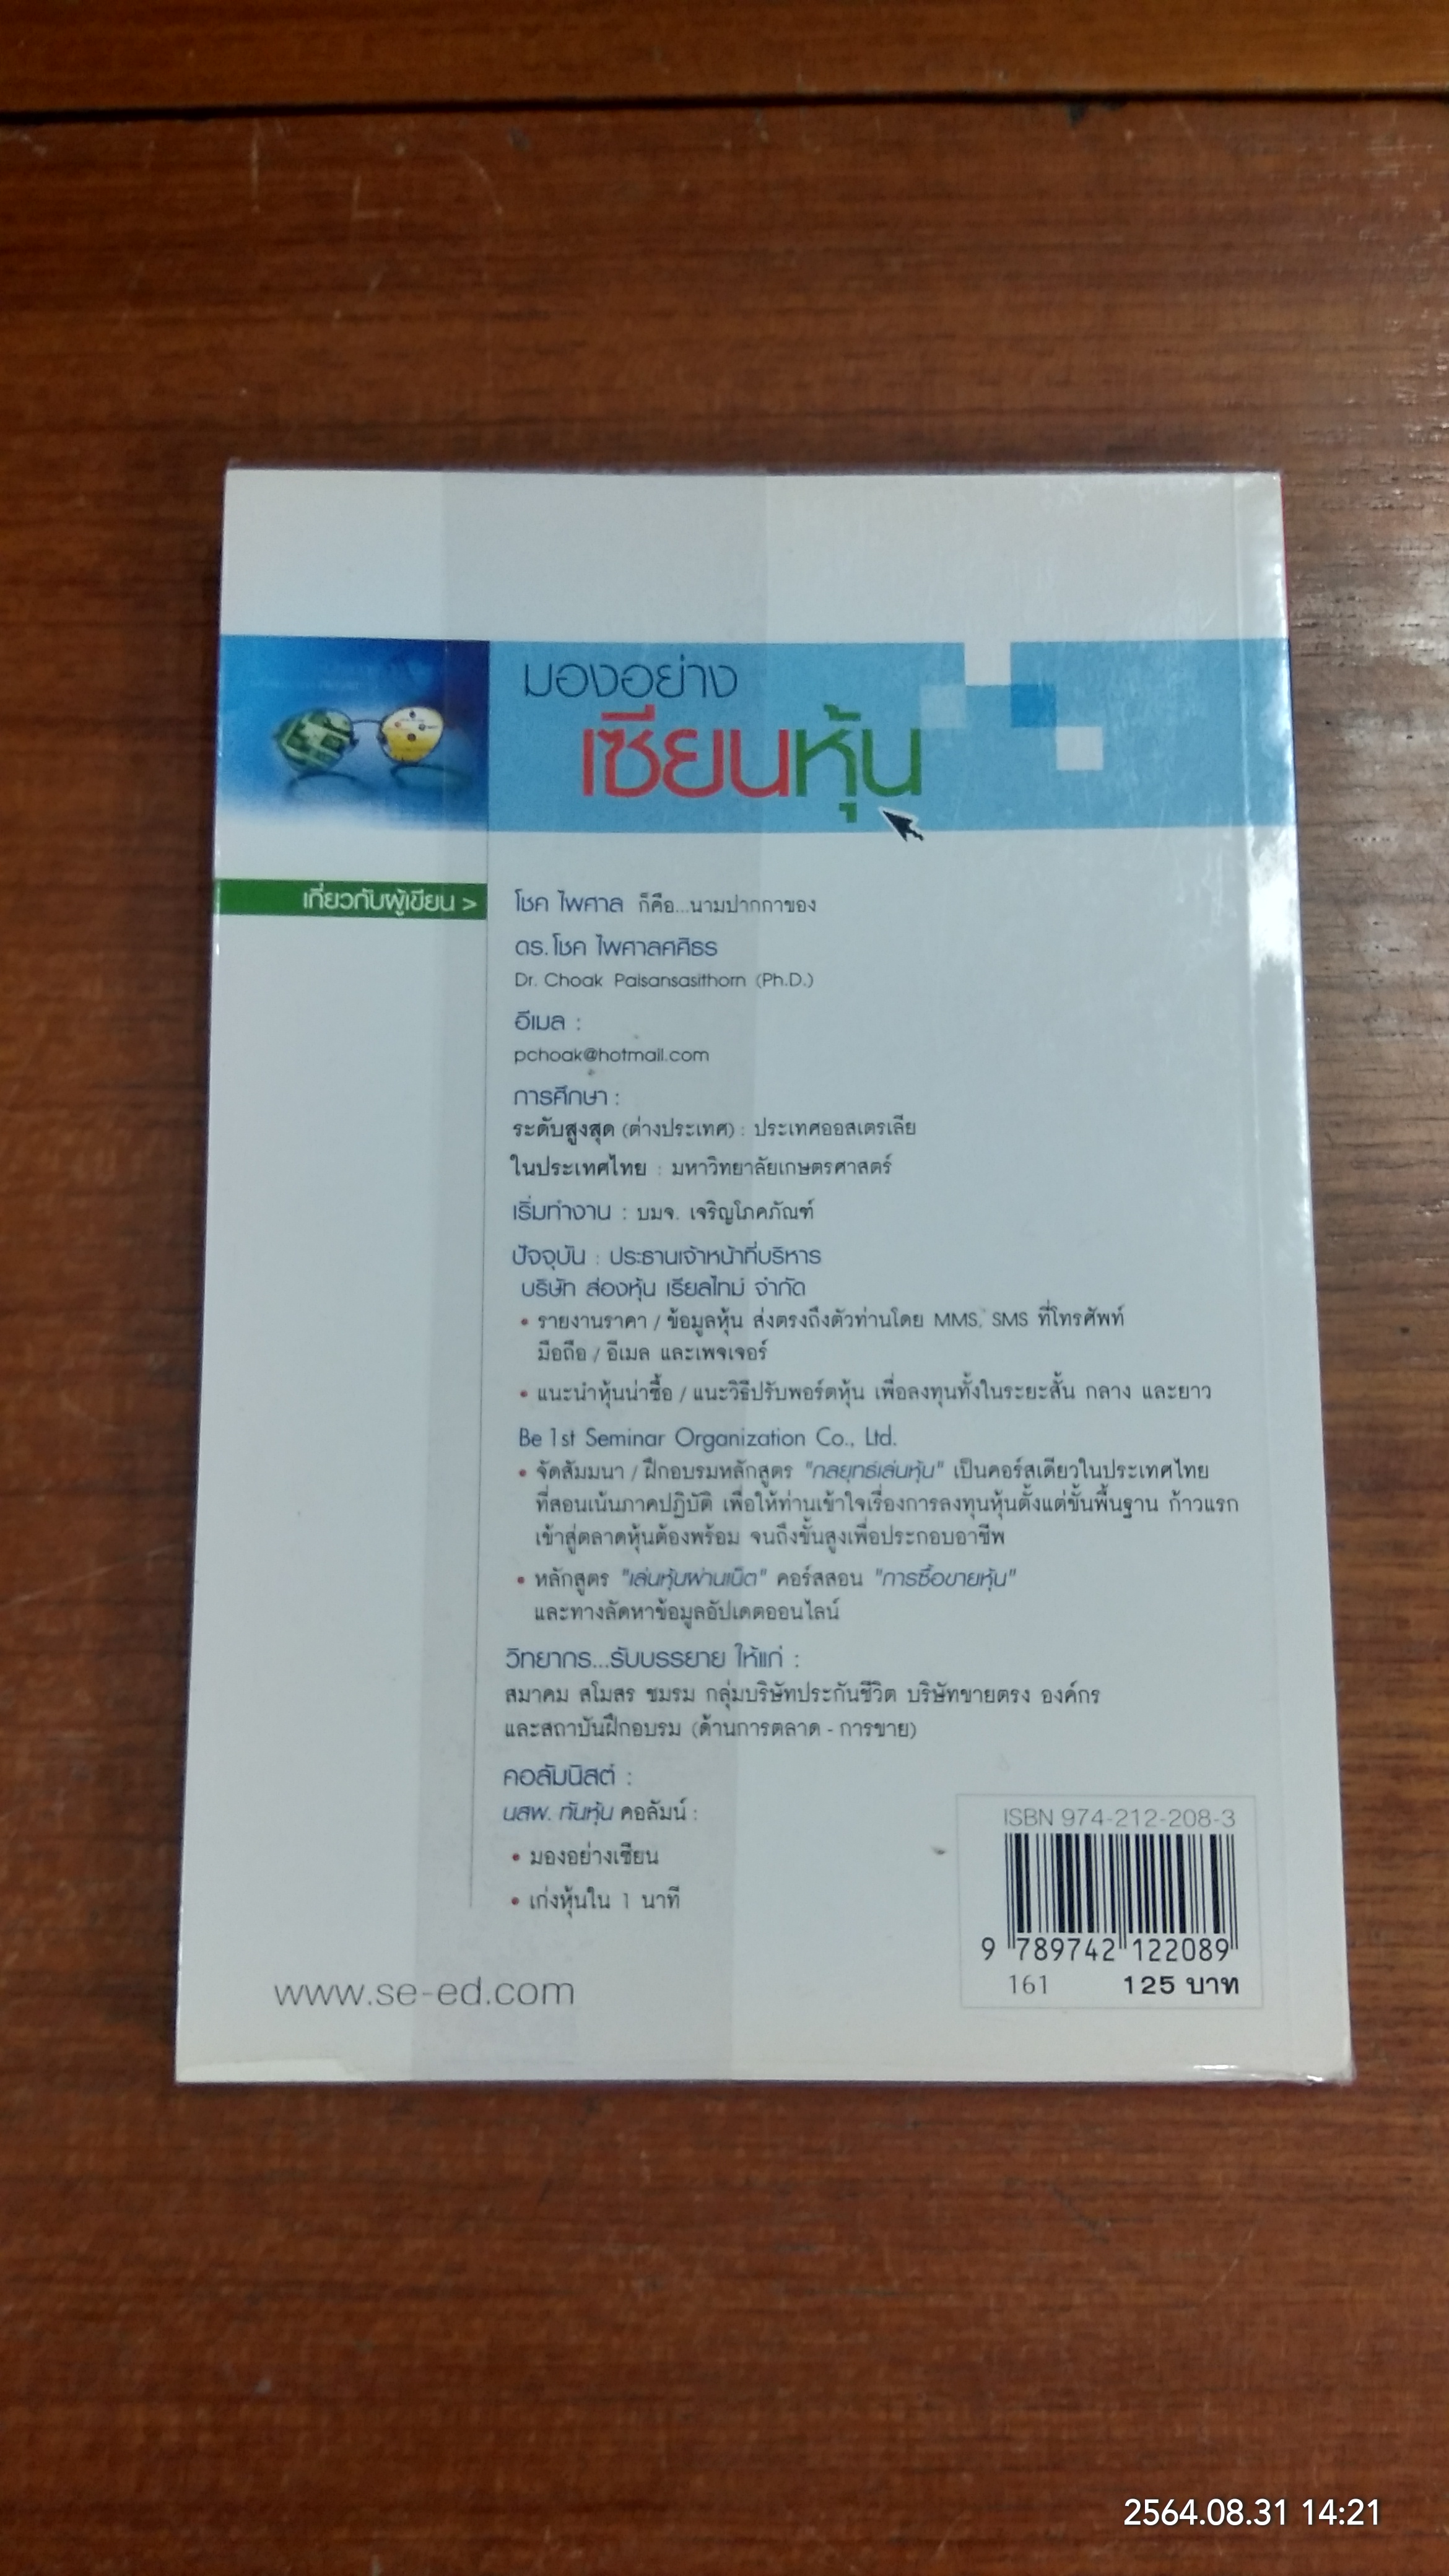 มองอย่าง
เซียนหุ้น
เกี่ยวกับผู้เขียน >
โชค ไพศาล ก็คือ...นามปากกาของ
ดร. โชค ไพศาลศศิธร
Dr. Choak Paisansasithorn (Ph.D.)
อีเมล :
pchoak@hotmail.com
การศึกษา :
ระดับสูงสุด (ต่างประเทศ) : ประเทศออสเตรเลีย
ในประเทศไทย : มหาวิทยาลัยเกษตรศาสตร์
เริ่มทำงาน : บมจ. เจริญโภคภัณฑ์
ปัจจุบัน : ประธานเจ้าหน้าที่บริหาร
บริษัท ส่องหุ้น เรียลไทม์ จำกัด
• รายงานราคา / ข้อมูลหุ้น ส่งตรงถึงตัวท่านโดย MMS, SMS ที่โทรศัพท์
มือถือ / อีเมล และเพจเจอร์
• แนะนำหุ้นน่าซื้อ / แนะวิธีปรับพอร์ตหุ้น เพื่อลงทุนทั้งในระยะสั้น กลาง และยาว
Be 1st Seminar Organization Co., Ltd.
• จัดสัมมนา / ฝึกอบรมหลักสูตร "กลยุทธ์เล่นหุ้น" เป็นคอร์สเดียวในประเทศไทย
ที่สอนเน้นภาคปฏิบัติ เพื่อให้ท่านเข้าใจเรื่องการลงทุนหุ้นตั้งแต่ขั้นพื้นฐาน ก้าวแรก
เข้าสู่ตลาดหุ้นต้องพร้อม จนถึงขั้นสูงเพื่อประกอบอาชีพ
• หลักสูตร "เล่นหุ้นผ่านเน็ต" คอร์สสอน "การซื้อขายหุ้น"
และทางลัดหาข้อมูลอัปเดตออนไลน์
วิทยากร...รับบรรยาย ให้แก่ :
สมาคม สโมสร ชมรม กลุ่มบริษัทประกันชีวิต บริษัทขายตรง องค์กร
และสถาบันฝึกอบรม (ด้านการตลาด - การขาย)
คอลัมนิสต์ :
นสพ. ทันหุ้น คอลัมน์ :
• มองอย่างเซียน
• เก่งหุ้นใน 1 นาที
ISBN 974-212-208-3
9 789742 122089
161 125 บาท
www.se-ed.com
2564.08.31 14:21